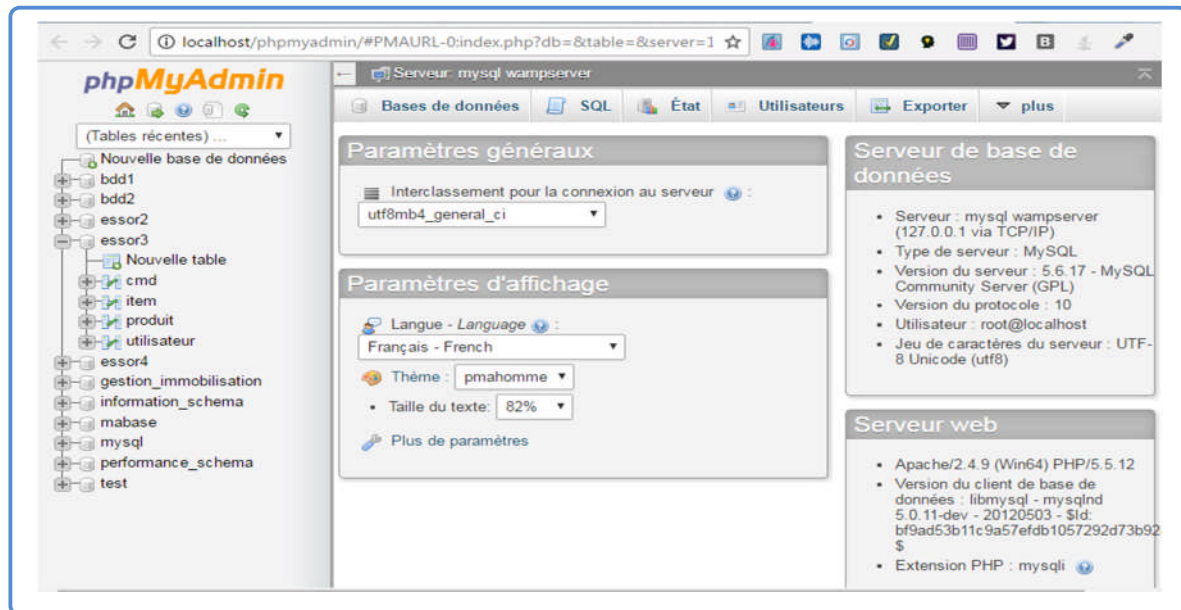 localhost/phpmyadmin/#PMAURL-0:index.php?db=&table=&server=1
phpMyAdmin
(Tables récentes) ...
Nouvelle base de données
bdd1
bdd2
essor2
essor3
Nouvelle table
cmd
item
produit
utilisateur
essor4
gestion_immobilisation
information_schema
mabase
mysql
performance_schema
test
Serveur: mysql wampserver
Bases de données SQL État Utilisateurs Exporter plus
Paramètres généraux
Interclassement pour la connexion au serveur :
utf8mb4_general_ci
Paramètres d'affichage
Langue - Language :
Français - French
Thème : pmahomme
• Taille du texte: 82%
Plus de paramètres
Serveur de base de
données
• Serveur : mysql wampserver
(127.0.0.1 via TCP/IP)
• Type de serveur : MySQL
• Version du serveur : 5.6.17 - MySQL
Community Server (GPL)
• Version du protocole : 10
• Utilisateur : root@localhost
• Jeu de caractères du serveur : UTF-
8 Unicode (utf8)
Serveur web
• Apache/2.4.9 (Win64) PHP/5.5.12
• Version du client de base de
données : libmysql - mysqlnd
5.0.11-dev - 20120503 - $Id:
bf9ad53b11c9a57efdb1057292d73b92
$
• Extension PHP : mysqli